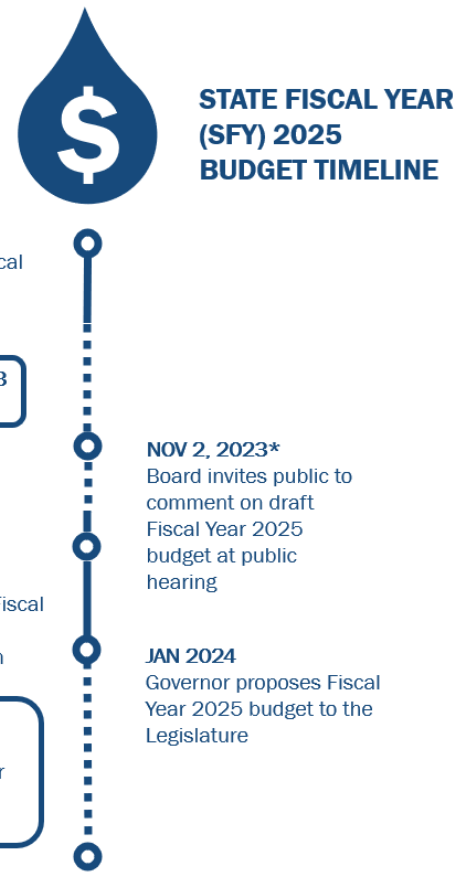 $
STATE FISCAL YEAR
(SFY) 2025
BUDGET TIMELINE
cal
3
NOV 2, 2023*
Board invites public to
comment on draft
Fiscal Year 2025
budget at public
hearing
Fiscal
n
JAN 2024
Governor proposes Fiscal
Year 2025 budget to the
Legislature
r